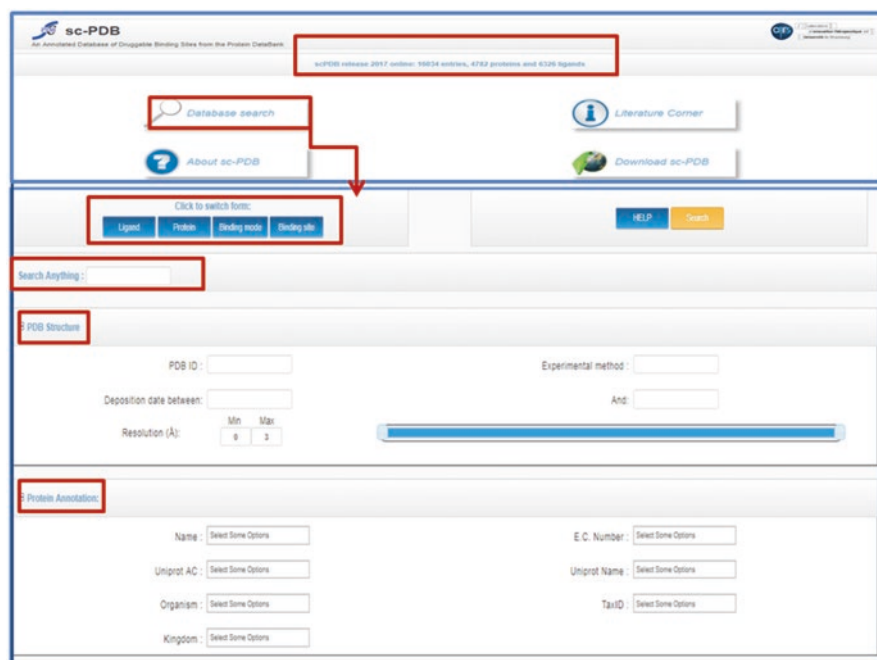 sc-PDB
An Annotated Database of Druggable Binding Sites from the Protein DataBank
scPDB release 2017 online: 16034 entries, 4782 proteins and 6326 ligands
Database search
Literature Corner
About sc-PDB
Download sc-PDB
Click to switch form:
Ligand Protein Binding mode Binding site
HELP Search
Search Anything :
PDB Structure
PDB ID :
Experimental method :
Deposition date between:
And:
Min Max
Resolution (Å):
0 3
Protein Annotation:
Name : Select Some Options
E.C. Number : Select Some Options
Uniprot AC : Select Some Options
Uniprot Name : Select Some Options
Organism : Select Some Options
TaxID : Select Some Options
Kingdom : Select Some Options